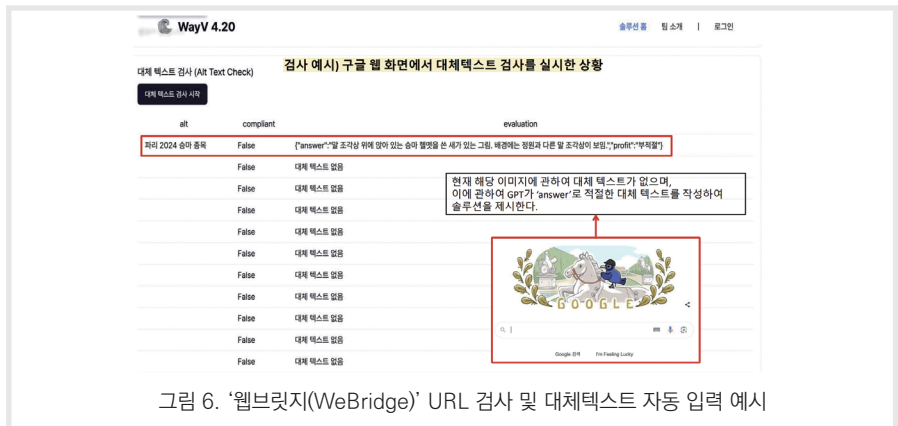 WayV 4.20
솔루션 홈 팀 소개 | 로그인
대체 텍스트 검사 (Alt Text Check)
검사 예시) 구글 웹 화면에서 대체텍스트 검사를 실시한 상황
대체 텍스트 검사 시작
alt compliant evaluation
파리 2024 승마 종목 False {"answer":"말 조각상 위에 앉아 있는 승마 헬멧을 쓴 새가 있는 그림. 배경에는 정원과 다른 말 조각상이 보임.","profit":"부적절"}
False 대체 텍스트 없음
False 대체 텍스트 없음
False 대체 텍스트 없음
False 대체 텍스트 없음
False 대체 텍스트 없음
False 대체 텍스트 없음
False 대체 텍스트 없음
False 대체 텍스트 없음
False 대체 텍스트 없음
False 대체 텍스트 없음
현재 해당 이미지에 관하여 대체 텍스트가 없으며,
이에 관하여 GPT가 ‘answer’로 적절한 대체 텍스트를 작성하여
솔루션을 제시한다.
GOOGLE
Google 검색 I'm Feeling Lucky
그림 6. ‘웹브릿지(WeBridge)’ URL 검사 및 대체텍스트 자동 입력 예시